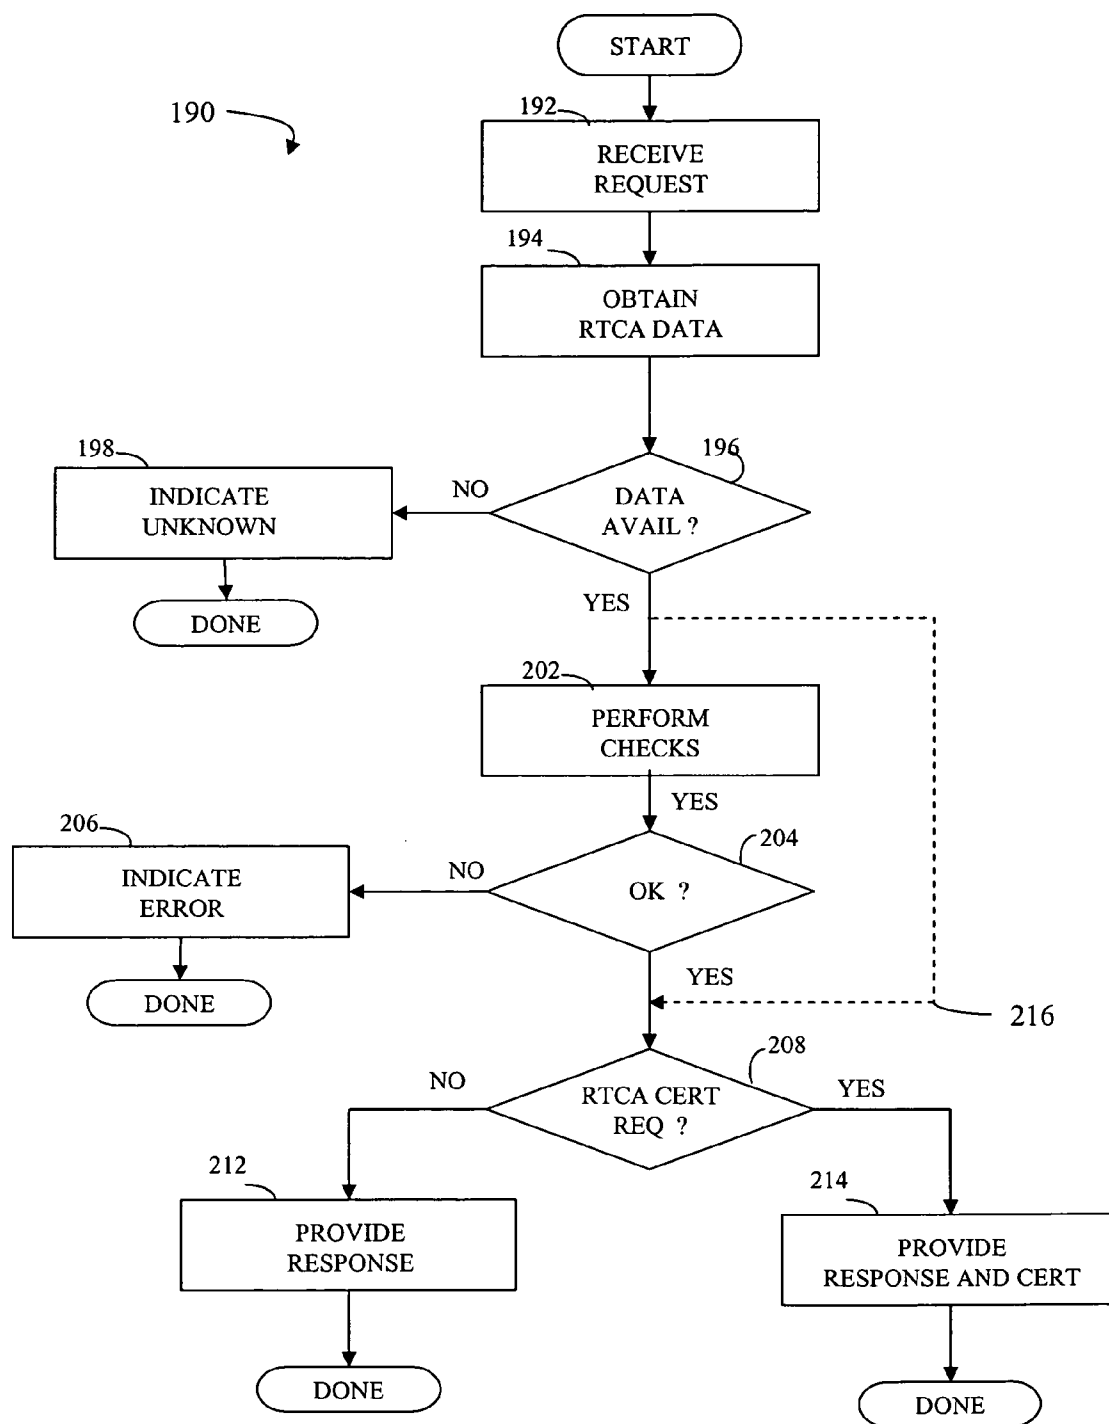 START
190
192
RECEIVE
REQUEST
194
OBTAIN
RTCA DATA
196
198
NO
DATA
AVAIL ?
INDICATE
UNKNOWN
YES
DONE
202
PERFORM
CHECKS
YES
204
206
NO
OK ?
INDICATE
ERROR
YES
DONE
216
208
NO
RTCA CERT
REQ ?
YES
212
214
PROVIDE
RESPONSE
PROVIDE
RESPONSE AND CERT
DONE
DONE